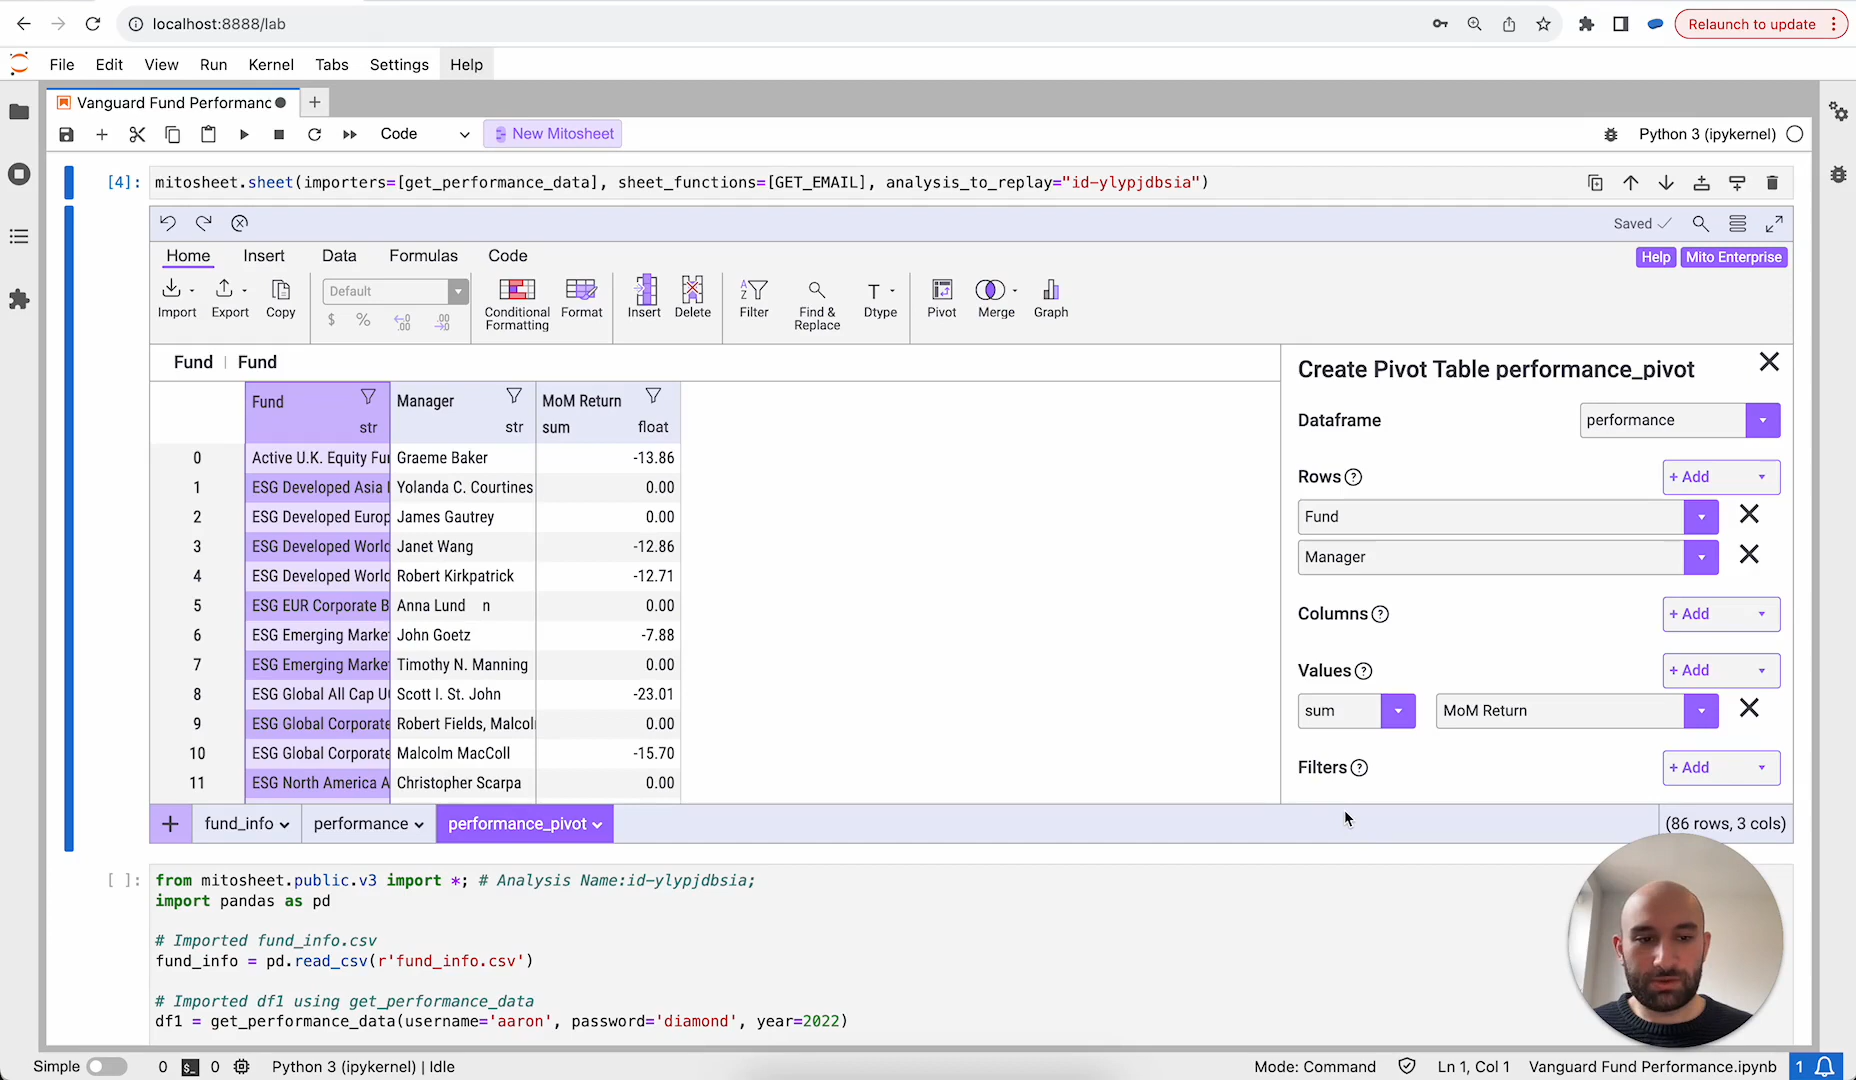 localhost:8888/lab
Relaunch to update
File Edit View Run Kernel Tabs Settings Help
Vanguard Fund Performanc
Code New Mitosheet Python 3 (ipykernel)
[4]: mitosheet.sheet(importers=[get_performance_data], sheet_functions=[GET_EMAIL], analysis_to_replay="id-ylypjdbsia")
Saved
Home Insert Data Formulas Code Help Mito Enterprise
Default
$ %
Import Export Copy Conditional Formatting Format Insert Delete Filter Find & Replace Dtype Pivot Merge Graph
Fund | Fund
Fund str Manager str MoM Return sum float
0 Active U.K. Equity Fu Graeme Baker -13.86
1 ESG Developed Asia Yolanda C. Courtines 0.00
2 ESG Developed Europ James Gautrey 0.00
3 ESG Developed World Janet Wang -12.86
4 ESG Developed World Robert Kirkpatrick -12.71
5 ESG EUR Corporate B Anna Lund n 0.00
6 ESG Emerging Marke John Goetz -7.88
7 ESG Emerging Marke Timothy N. Manning 0.00
8 ESG Global All Cap U Scott I. St. John -23.01
9 ESG Global Corporate Robert Fields, Malcol 0.00
10 ESG Global Corporate Malcolm MacColl -15.70
11 ESG North America A Christopher Scarpa 0.00
Create Pivot Table performance_pivot
Dataframe performance
Rows + Add
Fund
Manager
Columns + Add
Values + Add
sum MoM Return
Filters + Add
+ fund_info performance performance_pivot (86 rows, 3 cols)
[ ]: from mitosheet.public.v3 import *; # Analysis Name:id-ylypjdbsia;
import pandas as pd
# Imported fund_info.csv
fund_info = pd.read_csv(r'fund_info.csv')
# Imported df1 using get_performance_data
df1 = get_performance_data(username='aaron', password='diamond', year=2022)
Simple 0 0 Python 3 (ipykernel) | Idle Mode: Command Ln 1, Col 1 Vanguard Fund Performance.ipynb 1